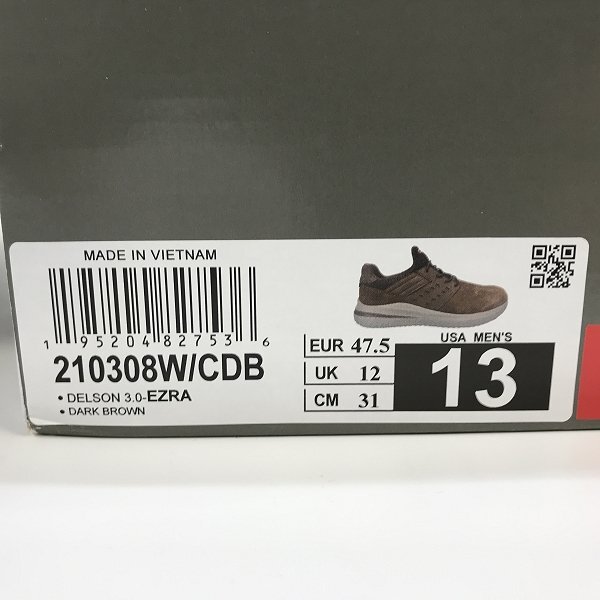 MADE IN VIETNAM
1 95204 82753 6
210308W/CDB
• DELSON 3.0-EZRA
• DARK BROWN
EUR 47.5
UK 12
CM 31
USA MEN'S
13